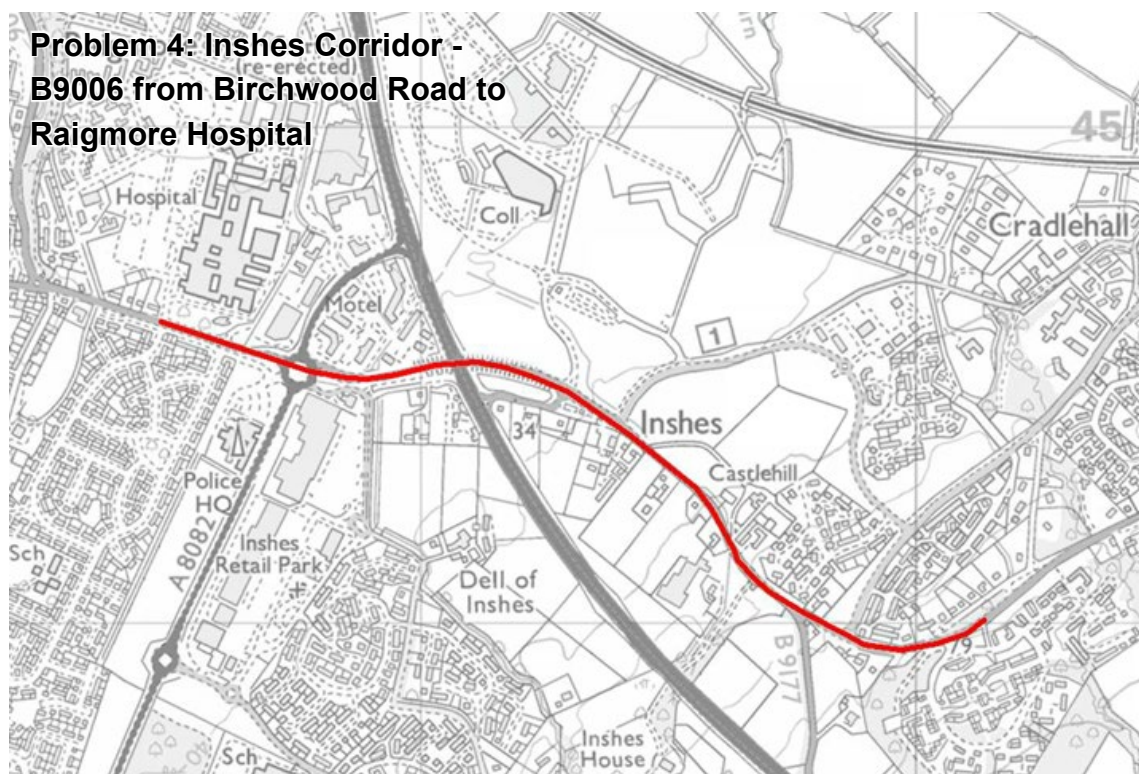 Problem 4: Inshes Corridor -
(re-erected)
B9006 from Birchwood Road to
Raigmore Hospital
45
Hospital
Coll
Cradlehall
Motel
1
Inshes
34
Castlehill
Police
HQ
A 8082
Inshes
Retail Park
Sch
Dell of
Inshes
B9177
79
Inshes
House
Sch